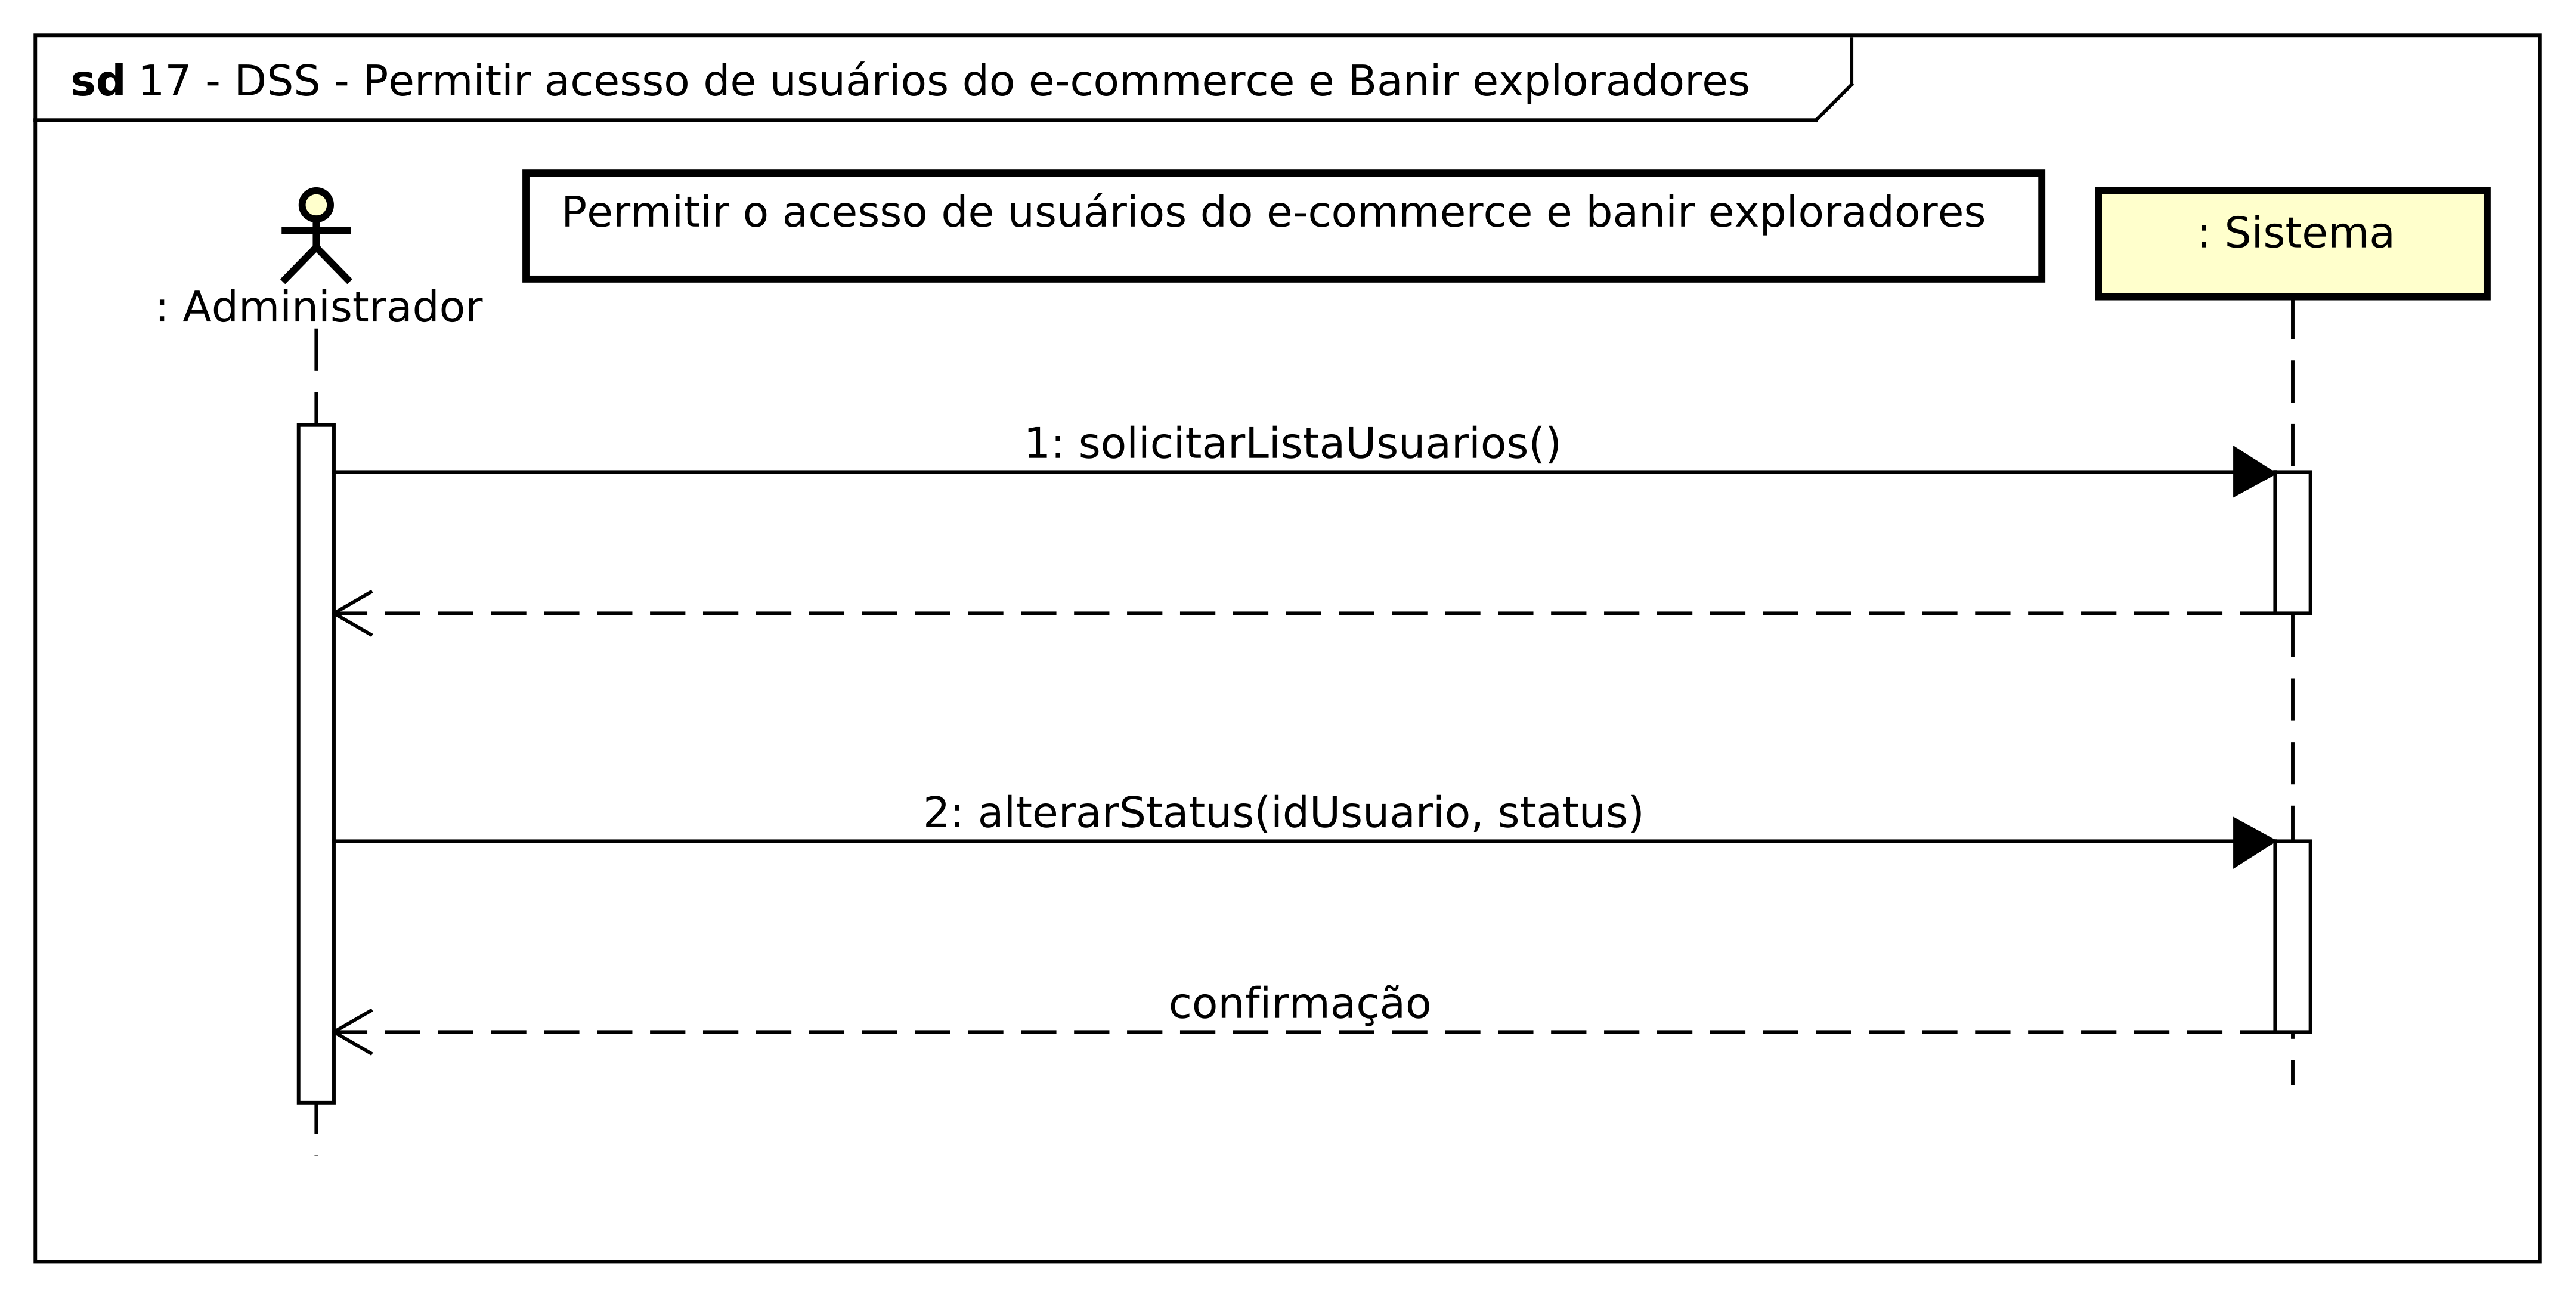 sd 17 - DSS - Permitir acesso de usuários do e-commerce e Banir exploradores
Permitir o acesso de usuários do e-commerce e banir exploradores
: Sistema
: Administrador
1: solicitarListaUsuarios()
2: alterarStatus(idUsuario, status)
confirmação